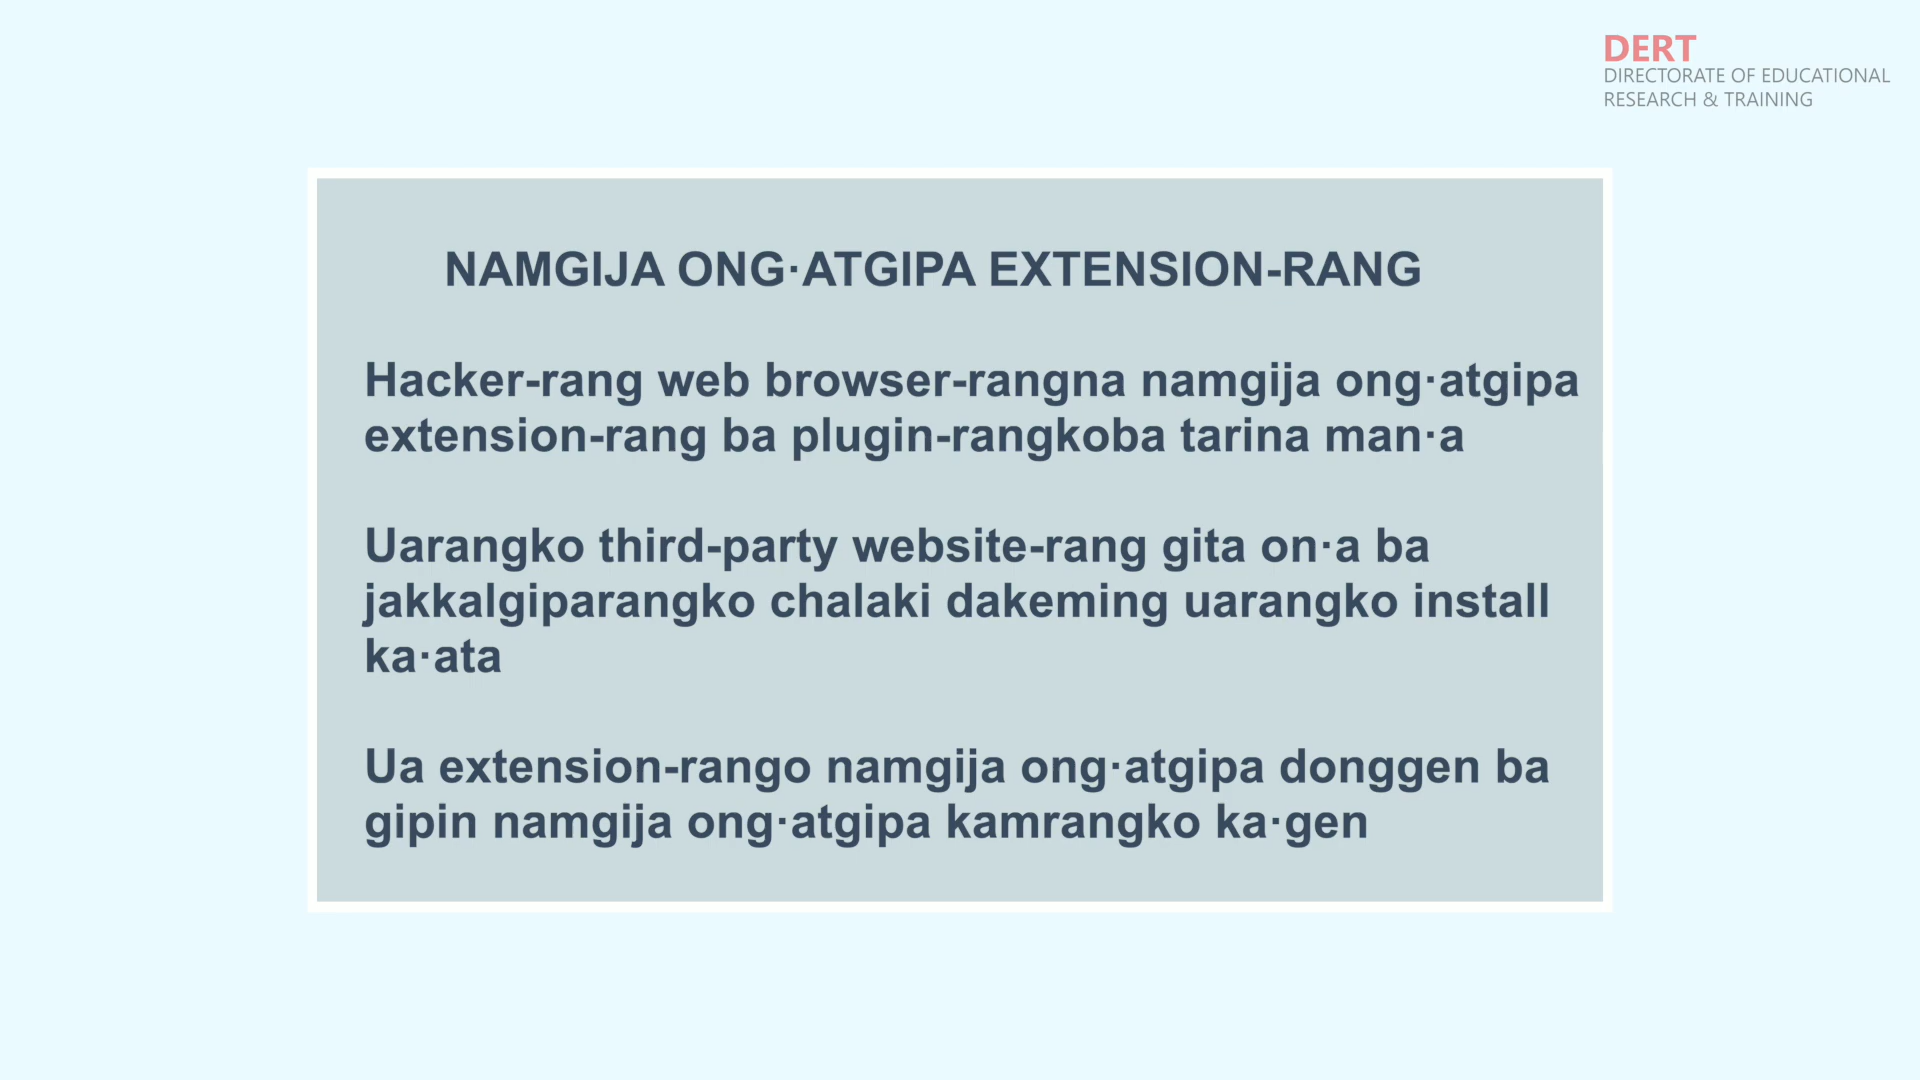 DERT
DIRECTORATE OF EDUCATIONAL
RESEARCH & TRAINING
NAMGIJA ONG·ATGIPA EXTENSION-RANG
Hacker-rang web browser-rangna namgija ong·atgipa
extension-rang ba plugin-rangkoba tarina man·a
Uarangko third-party website-rang gita on·a ba
jakkalgiparangko chalaki dakeming uarangko install
ka·ata
Ua extension-rango namgija ong·atgipa donggen ba
gipin namgija ong·atgipa kamrangko ka·gen